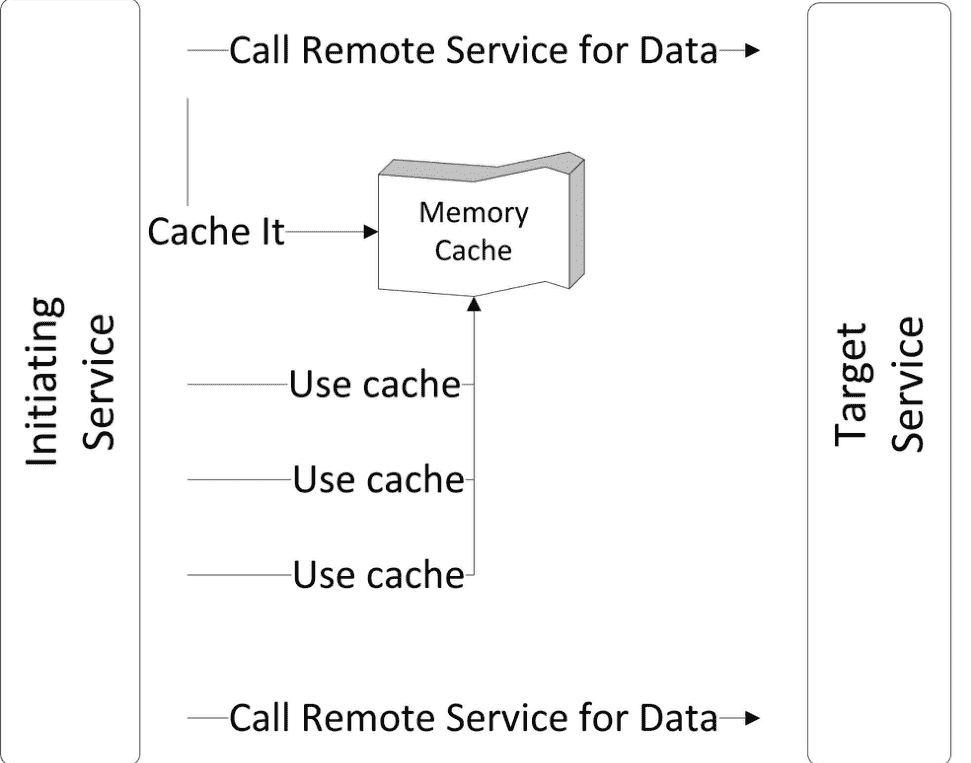 Call Remote Service for Data
Memory
Cache
Cache It
Initiating
Service
Use cache
Use cache
Use cache
Target
Service
Call Remote Service for Data